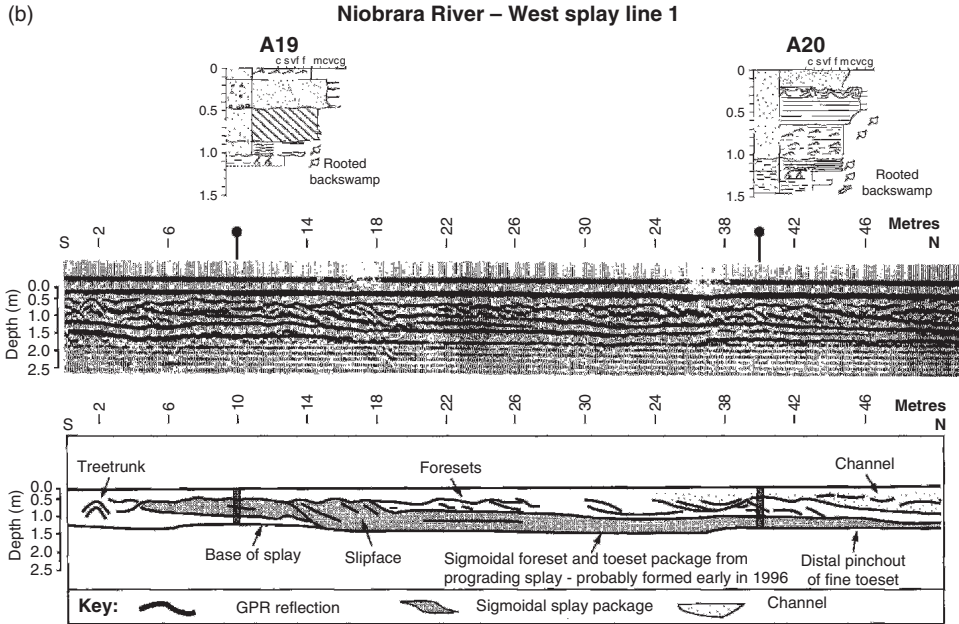 (b)
Niobrara River – West splay line 1
A19
A20
c s vf f m c vc g
c s vf f m c vc g
0
0.5
1.0
1.5
Rooted
backswamp
0
0.5
1.0
1.5
Rooted
backswamp
S 2 6 14 18 22 26 30 24 38 42 46 Metres N
Depth (m)
0.0
0.5
1.0
1.5
2.0
2.5
S 2 6 10 14 18 22 26 30 24 38 42 46 Metres N
Depth (m)
0.0
0.5
1.0
1.5
2.0
2.5
Treetrunk
Foresets
Channel
Base of splay
Slipface
Sigmoidal foreset and toeset package from
prograding splay - probably formed early in 1996
Distal pinchout
of fine toeset
Key: GPR reflection Sigmoidal splay package Channel